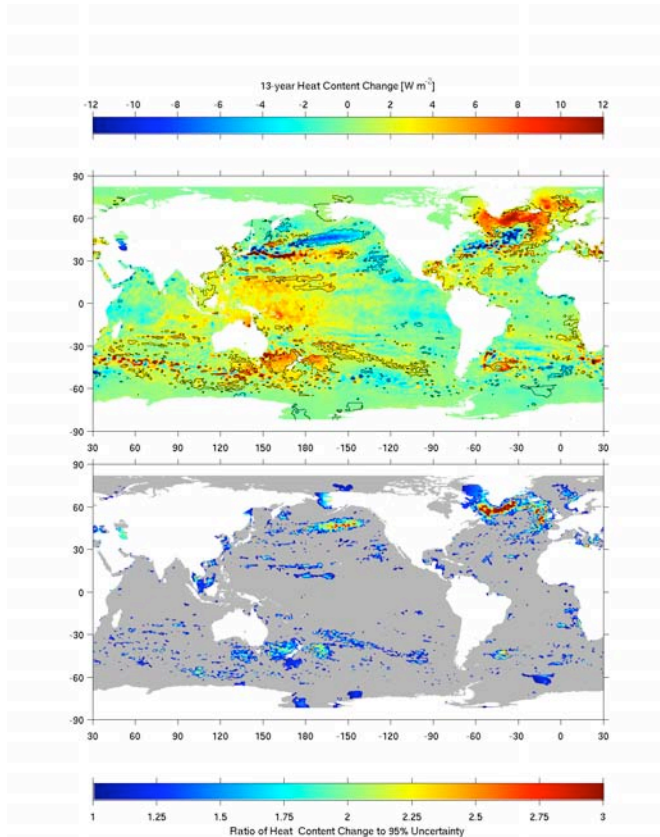 13-year Heat Content Change [W m⁻²]
-12 -10 -8 -6 -4 -2 0 2 4 6 8 10 12
90
60
30
0
-30
-60
-90
30 60 90 120 150 180 -150 -120 -90 -60 -30 0 30
90
60
30
0
-30
-60
-90
30 60 90 120 150 180 -150 -120 -90 -60 -30 0 30
1 1.25 1.5 1.75 2 2.25 2.5 2.75 3
Ratio of Heat Content Change to 95% Uncertainty